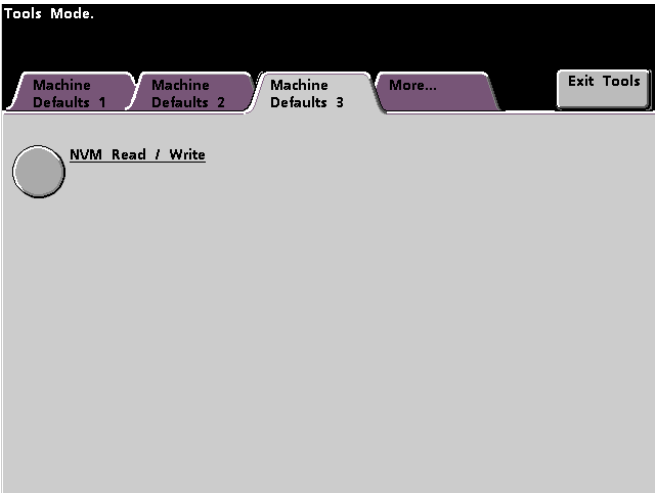 Tools Mode.
Machine
Defaults 1
Machine
Defaults 2
Machine
Defaults 3
More...
Exit Tools
NVM Read / Write